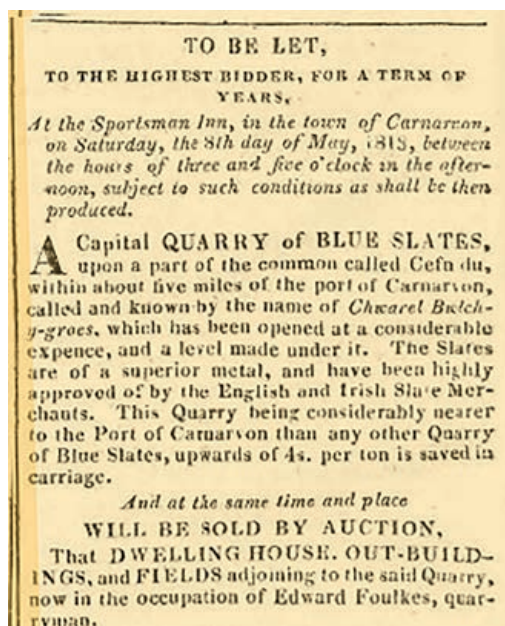 TO BE LET,
TO THE HIGHEST BIDDER, FOR A TERM OF
YEARS,
At the Sportsman Inn, in the town of Carnarvon,
on Saturday, the 8th day of May, 1813, between
the hours of three and five o'clock in the after-
noon, subject to such conditions as shall be then
produced.
A Capital QUARRY of BLUE SLATES,
upon a part of the common called Cefn du,
within about five miles of the port of Carnarvon,
called and known by the name of Chwarel Bwlch-
y-groes, which has been opened at a considerable
expence, and a level made under it. The Slates
are of a superior metal, and have been highly
approved of by the English and Irish Slate Mer-
chants. This Quarry being considerably nearer
to the Port of Carnarvon than any other Quarry
of Blue Slates, upwards of 4s. per ton is saved in
carriage.
And at the same time and place
WILL BE SOLD BY AUCTION,
That DWELLING HOUSE. OUT-BUILD-
INGS, and FIELDS adjoining to the said Quarry,
now in the occupation of Edward Foulkes, quar-
ryman.